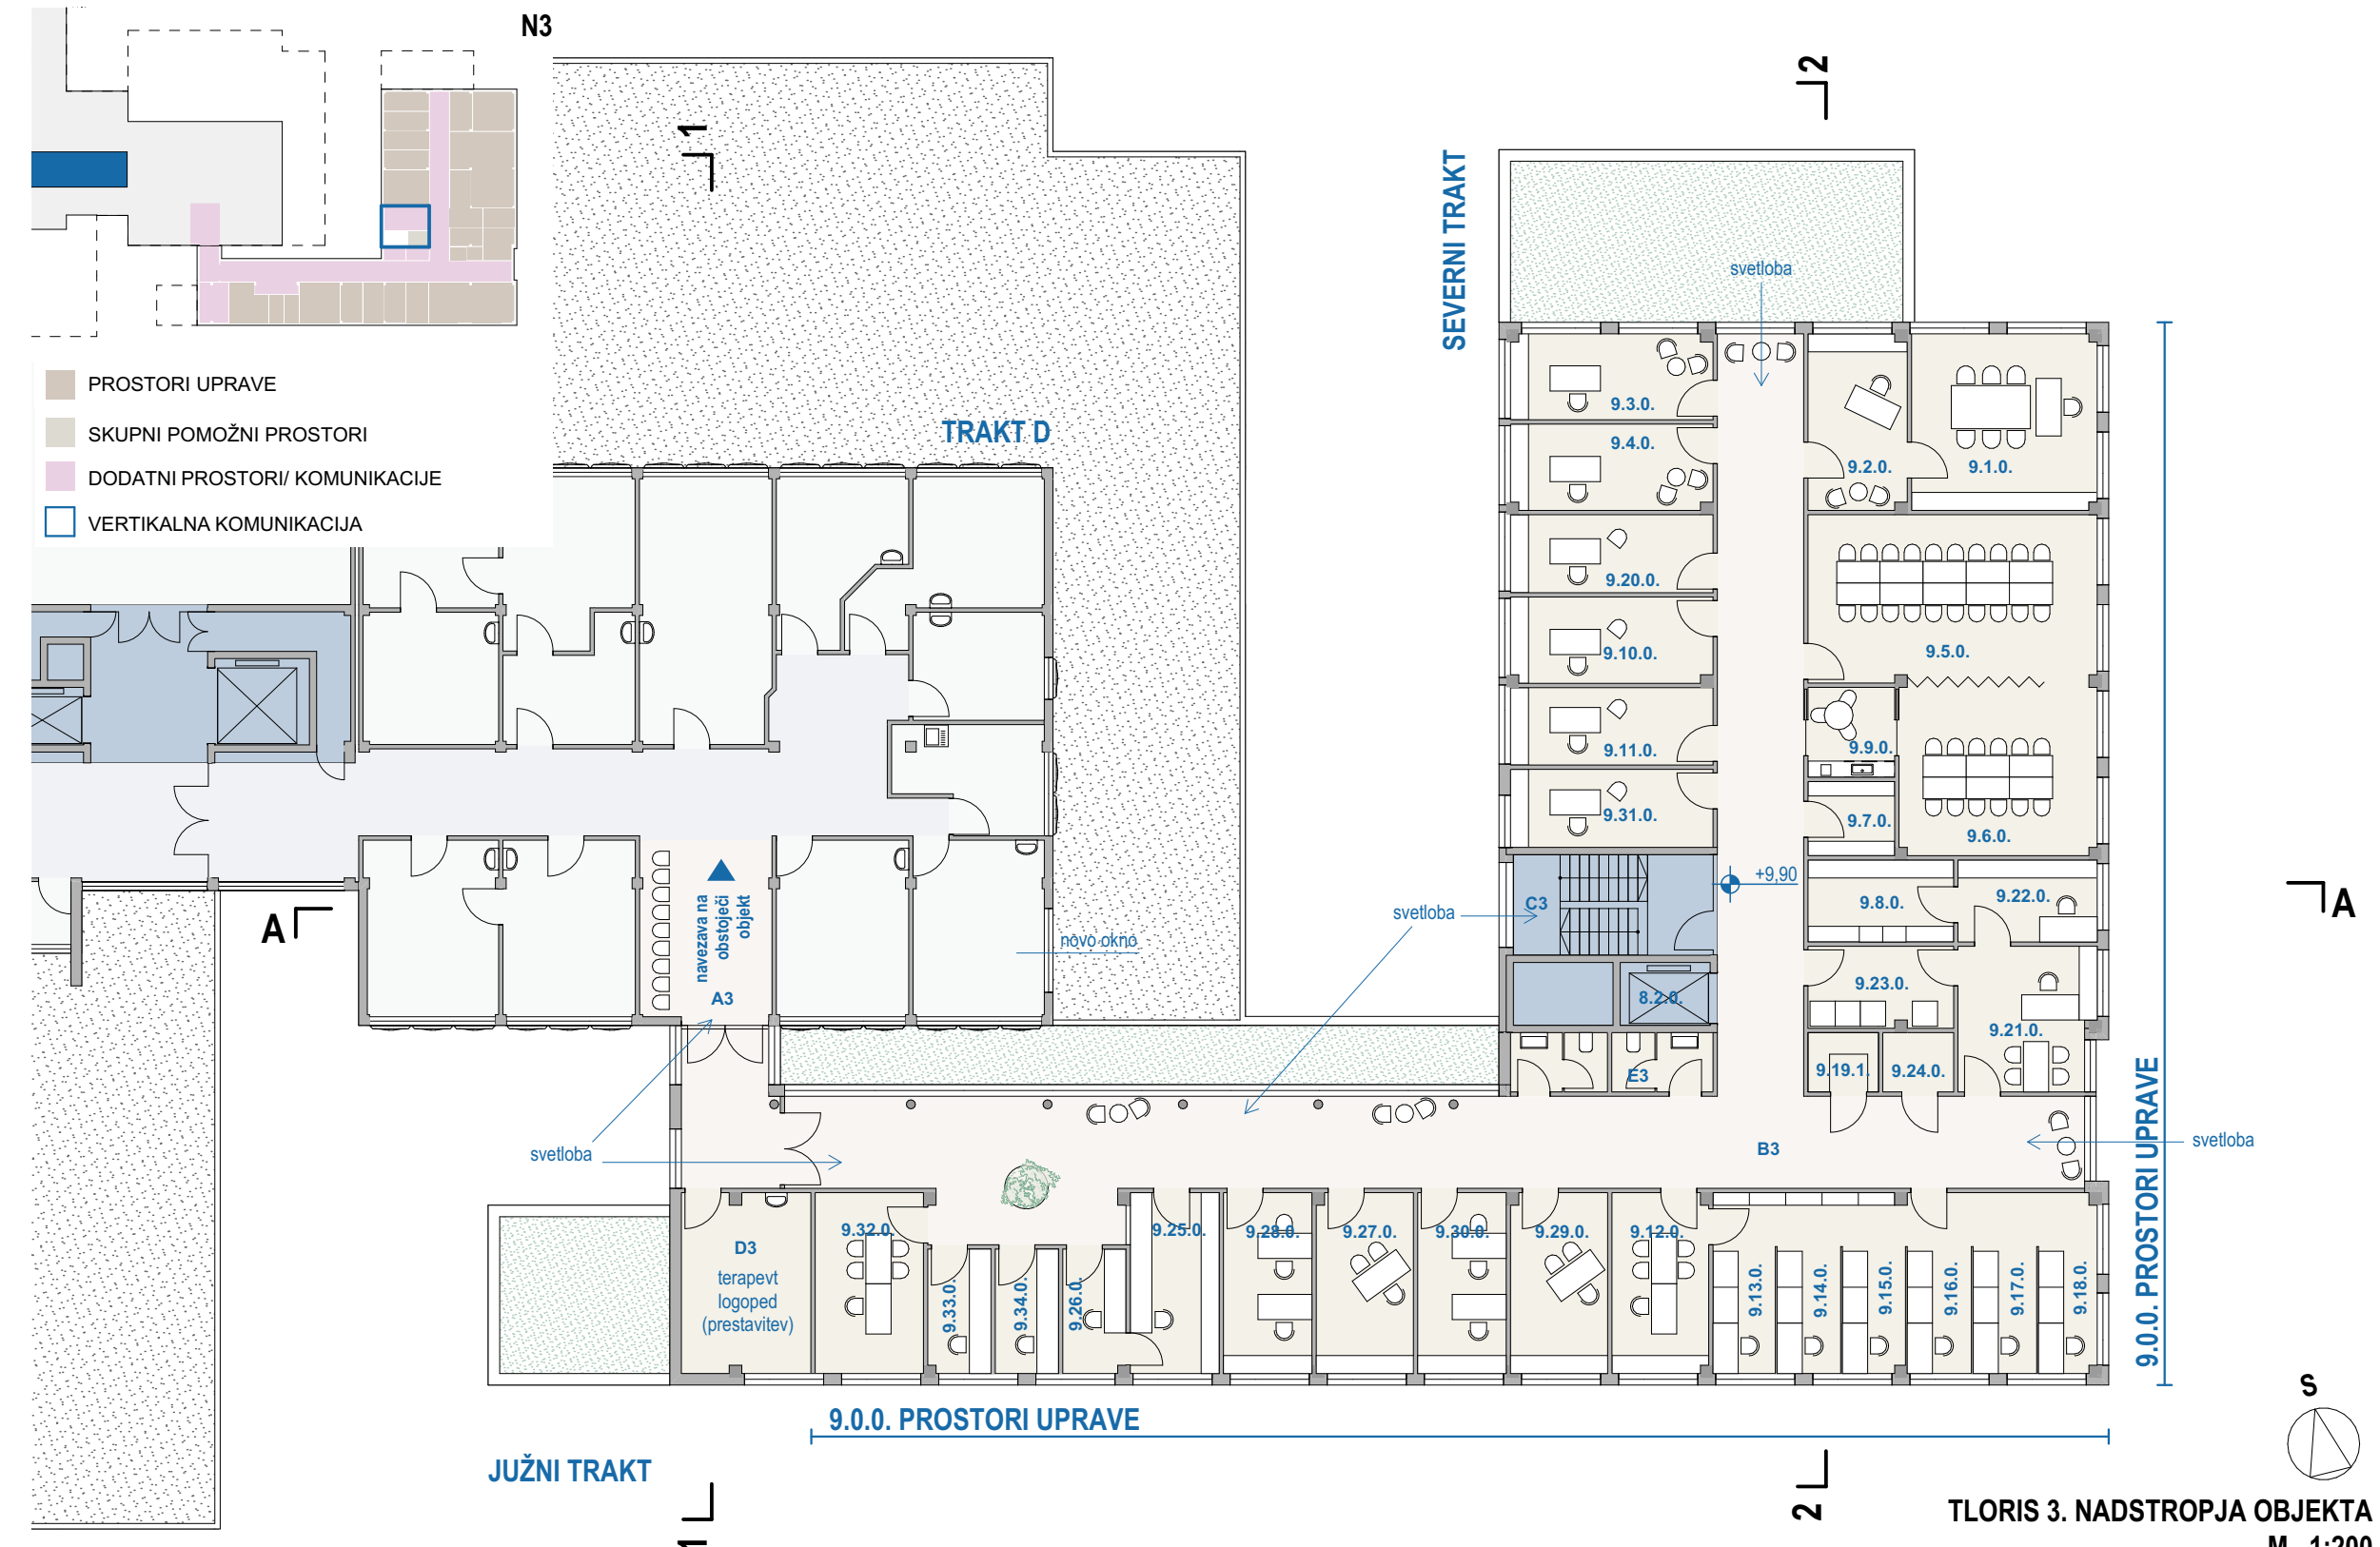 N3
PROSTORI UPRAVE
SKUPNI POMOŽNI PROSTORI
DODATNI PROSTORI/ KOMUNIKACIJE
VERTIKALNA KOMUNIKACIJA
1
2
SEVERNI TRAKT
TRAKT D
svetloba
9.3.0.
9.4.0.
9.2.0.
9.1.0.
9.20.0.
9.10.0.
9.5.0.
9.11.0.
9.9.0.
9.31.0.
9.7.0.
9.6.0.
+9,90
A
A
C3
svetloba
9.8.0.
9.22.0.
navezava na
obstoječi
objekt
A3
novo okno
8.2.0.
9.23.0.
9.21.0.
E3
9.19.1.
9.24.0.
B3
svetloba
svetloba
9.0.0. PROSTORI UPRAVE
D3
terapevt
logoped
(prestavitev)
9.32.0.
9.33.0.
9.34.0.
9.26.0.
9.25.0.
9.28.0.
9.27.0.
9.30.0.
9.29.0.
9.12.0.
9.13.0.
9.14.0.
9.15.0.
9.16.0.
9.17.0.
9.18.0.
9.0.0. PROSTORI UPRAVE
JUŽNI TRAKT
1
2
S
TLORIS 3. NADSTROPJA OBJEKTA
M 1:200